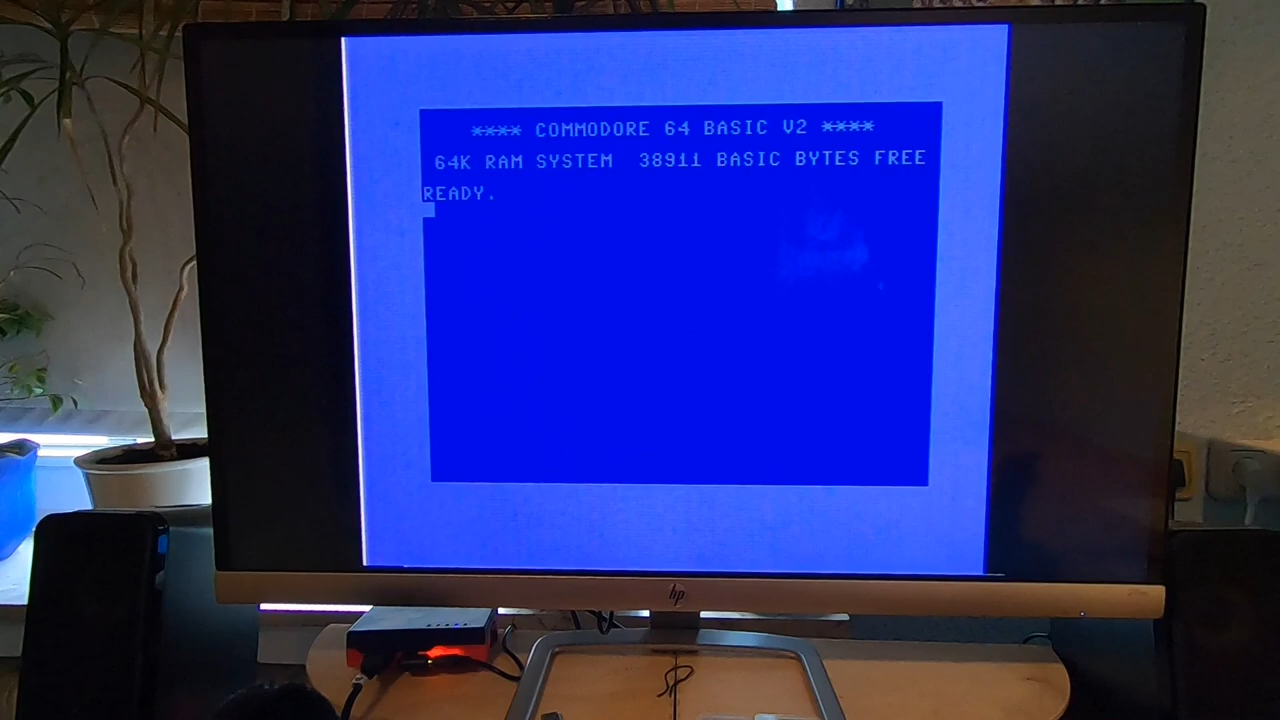 **** COMMODORE 64 BASIC V2 ****
64K RAM SYSTEM  38911 BASIC BYTES FREE
READY.
hp